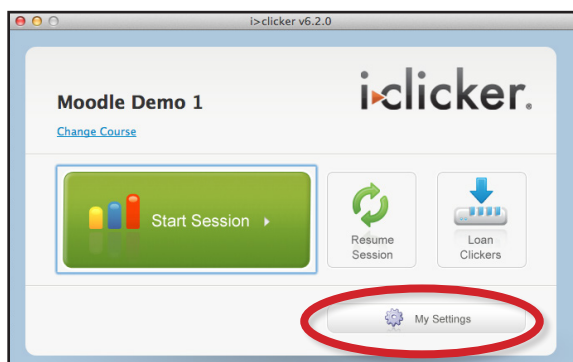 i>clicker v6.2.0
Moodle Demo 1
i>clicker®
Change Course
Start Session
Resume
Session
Loan
Clickers
My Settings